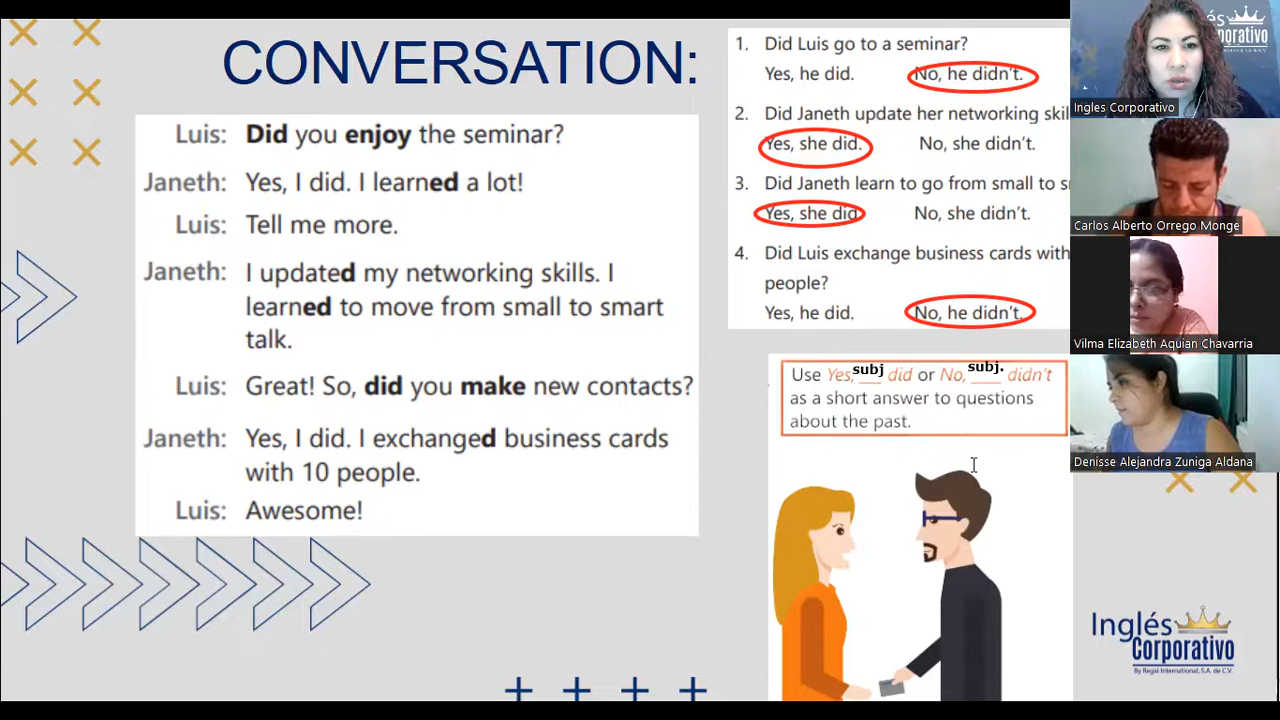 CONVERSATION:
Luis: Did you enjoy the seminar?
Janeth: Yes, I did. I learned a lot!
Luis: Tell me more.
Janeth: I updated my networking skills. I
learned to move from small to smart
talk.
Luis: Great! So, did you make new contacts?
Janeth: Yes, I did. I exchanged business cards
with 10 people.
Luis: Awesome!
1. Did Luis go to a seminar?
Yes, he did. No, he didn't.
2. Did Janeth update her networking skil
Yes, she did. No, she didn't.
3. Did Janeth learn to go from small to s
Yes, she did No, she didn't.
4. Did Luis exchange business cards with
people?
Yes, he did. No, he didn't.
Use Yes, subj did or No, subj. didn't
as a short answer to questions
about the past.
Ingles Corporativo
Carlos Alberto Orrego Monge
Vilma Elizabeth Aquian Chavarria
Denisse Alejandra Zuniga Aldana
Inglés
Corporativo
By Regal International, S.A. de C.V.